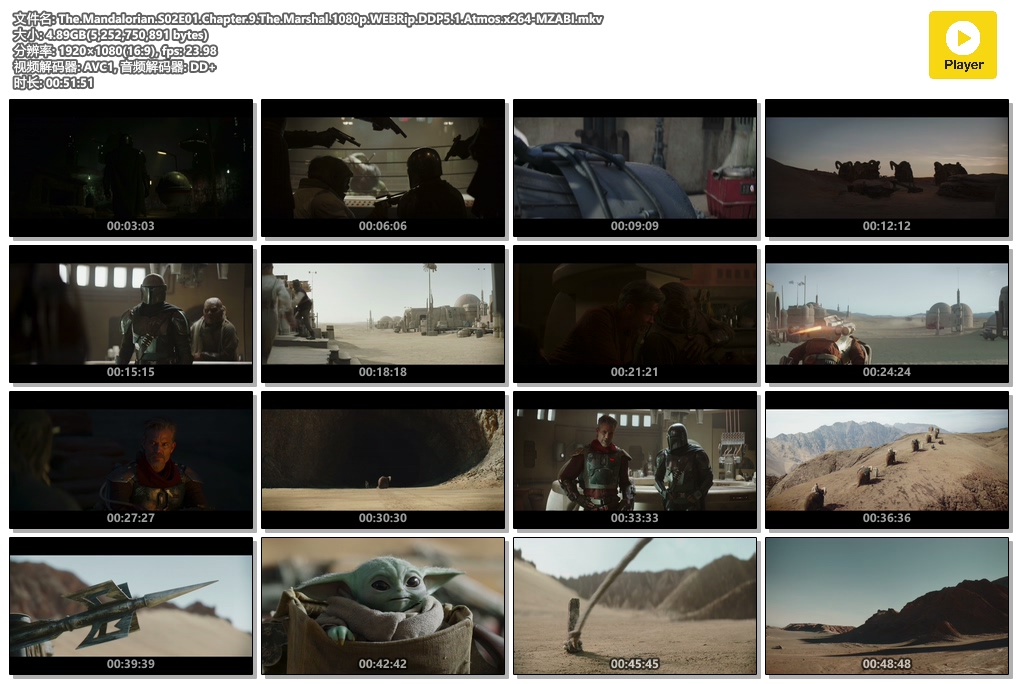 文件名: The.Mandalorian.S02E01.Chapter.9.The.Marshal.1080p.WEBRip.DDP5.1.Atmos.x264-MZABI.mkv
大小: 4.89GB(5,252,750,891 bytes)
分辨率: 1920×1080(16:9), fps: 23.98
视频解码器: AVC1, 音频解码器: DD+
时长: 00:51:51
Player
00:03:03
00:06:06
00:09:09
00:12:12
00:15:15
00:18:18
00:21:21
00:24:24
00:27:27
00:30:30
00:33:33
00:36:36
00:39:39
00:42:42
00:45:45
00:48:48